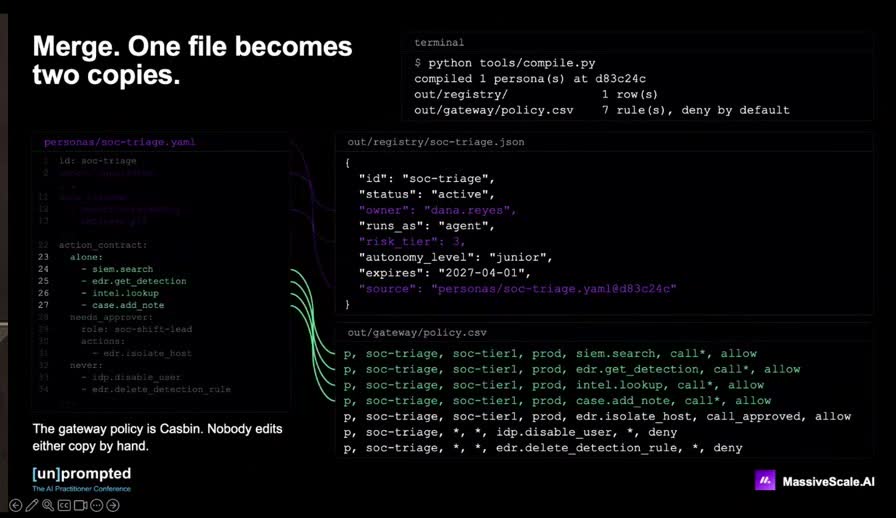 Merge. One file becomes
two copies.
terminal
$ python tools/compile.py
compiled 1 persona(s) at d83c24c
out/registry/ 1 row(s)
out/gateway/policy.csv 7 rule(s), deny by default
personas/soc-triage.yaml
1 id: soc-triage
2
11
12
13
22 action_contract:
23 alone:
24 - siem.search
25 - edr.get_detection
26 - intel.lookup
27 - case.add_note
28 needs_approver:
29 role: soc-shift-lead
30 actions:
31 - edr.isolate_host
32 never:
33 - idp.disable_user
34 - edr.delete_detection_rule
out/registry/soc-triage.json
{
"id": "soc-triage",
"status": "active",
"owner": "dana.reyes",
"runs_as": "agent",
"risk_tier": 3,
"autonomy_level": "junior",
"expires": "2027-04-01",
"source": "personas/soc-triage.yaml@d83c24c"
}
out/gateway/policy.csv
p, soc-triage, soc-tier1, prod, siem.search, call*, allow
p, soc-triage, soc-tier1, prod, edr.get_detection, call*, allow
p, soc-triage, soc-tier1, prod, intel.lookup, call*, allow
p, soc-triage, soc-tier1, prod, case.add_note, call*, allow
p, soc-triage, soc-tier1, prod, edr.isolate_host, call_approved, allow
p, soc-triage, *, *, idp.disable_user, *, deny
p, soc-triage, *, *, edr.delete_detection_rule, *, deny
The gateway policy is Casbin. Nobody edits
either copy by hand.
[un]prompted
The AI Practitioner Conference
MassiveScale.AI